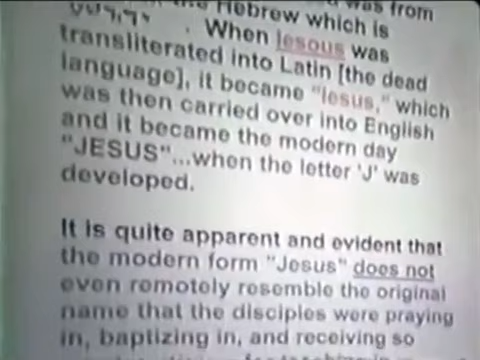 was from
the Hebrew which is
. When Iesous was
transliterated into Latin [the dead
language], it became "Iesus," which
was then carried over into English
and it became the modern day
"JESUS"...when the letter 'J' was
developed.
It is quite apparent and evident that
the modern form "Jesus" does not
even remotely resemble the original
name that the disciples were praying
in, baptizing in, and receiving so